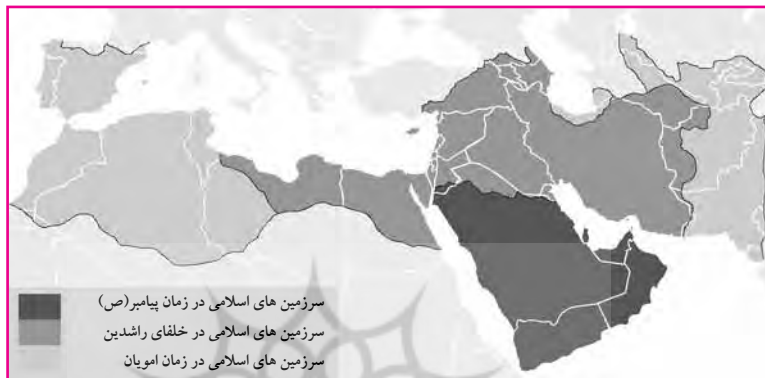 سرزمین های اسلامی در زمان پیامبر(ص)
سرزمین های اسلامی در خلفای راشدین
سرزمین های اسلامی در زمان امویان